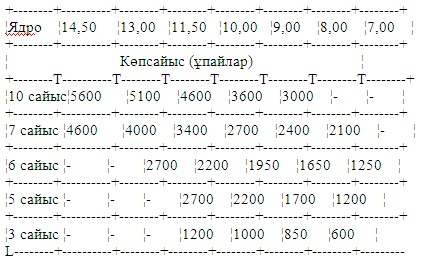 +-------+--------+--------+--------+--------+--------+--------+
¦Ядро ¦14,50 ¦13,00 ¦11,50 ¦10,00 ¦9,00 ¦8,00 ¦7,00 ¦
+-------+--------+--------+--------+--------+--------+--------+
¦ Көпсайыс (ұпайлар) ¦
+-------T--------T--------T--------T--------T--------T--------+
¦10 сайыс¦5600 ¦5100 ¦4600 ¦3600 ¦3000 ¦- ¦- ¦
+-------+--------+--------+--------+--------+--------+--------+
¦7 сайыс ¦4600 ¦4000 ¦3400 ¦2700 ¦2400 ¦2100 ¦- ¦
+-------+--------+--------+--------+--------+--------+--------+
¦6 сайыс ¦- ¦- ¦2700 ¦2200 ¦1950 ¦1650 ¦1250 ¦
+-------+--------+--------+--------+--------+--------+--------+
¦5 сайыс ¦- ¦- ¦- ¦2700 ¦2200 ¦1700 ¦1200 ¦
+-------+--------+--------+--------+--------+--------+--------+
¦3 сайыс ¦- ¦- ¦- ¦1200 ¦1000 ¦850 ¦600 ¦
L-------+--------+--------+--------+--------+--------+--------